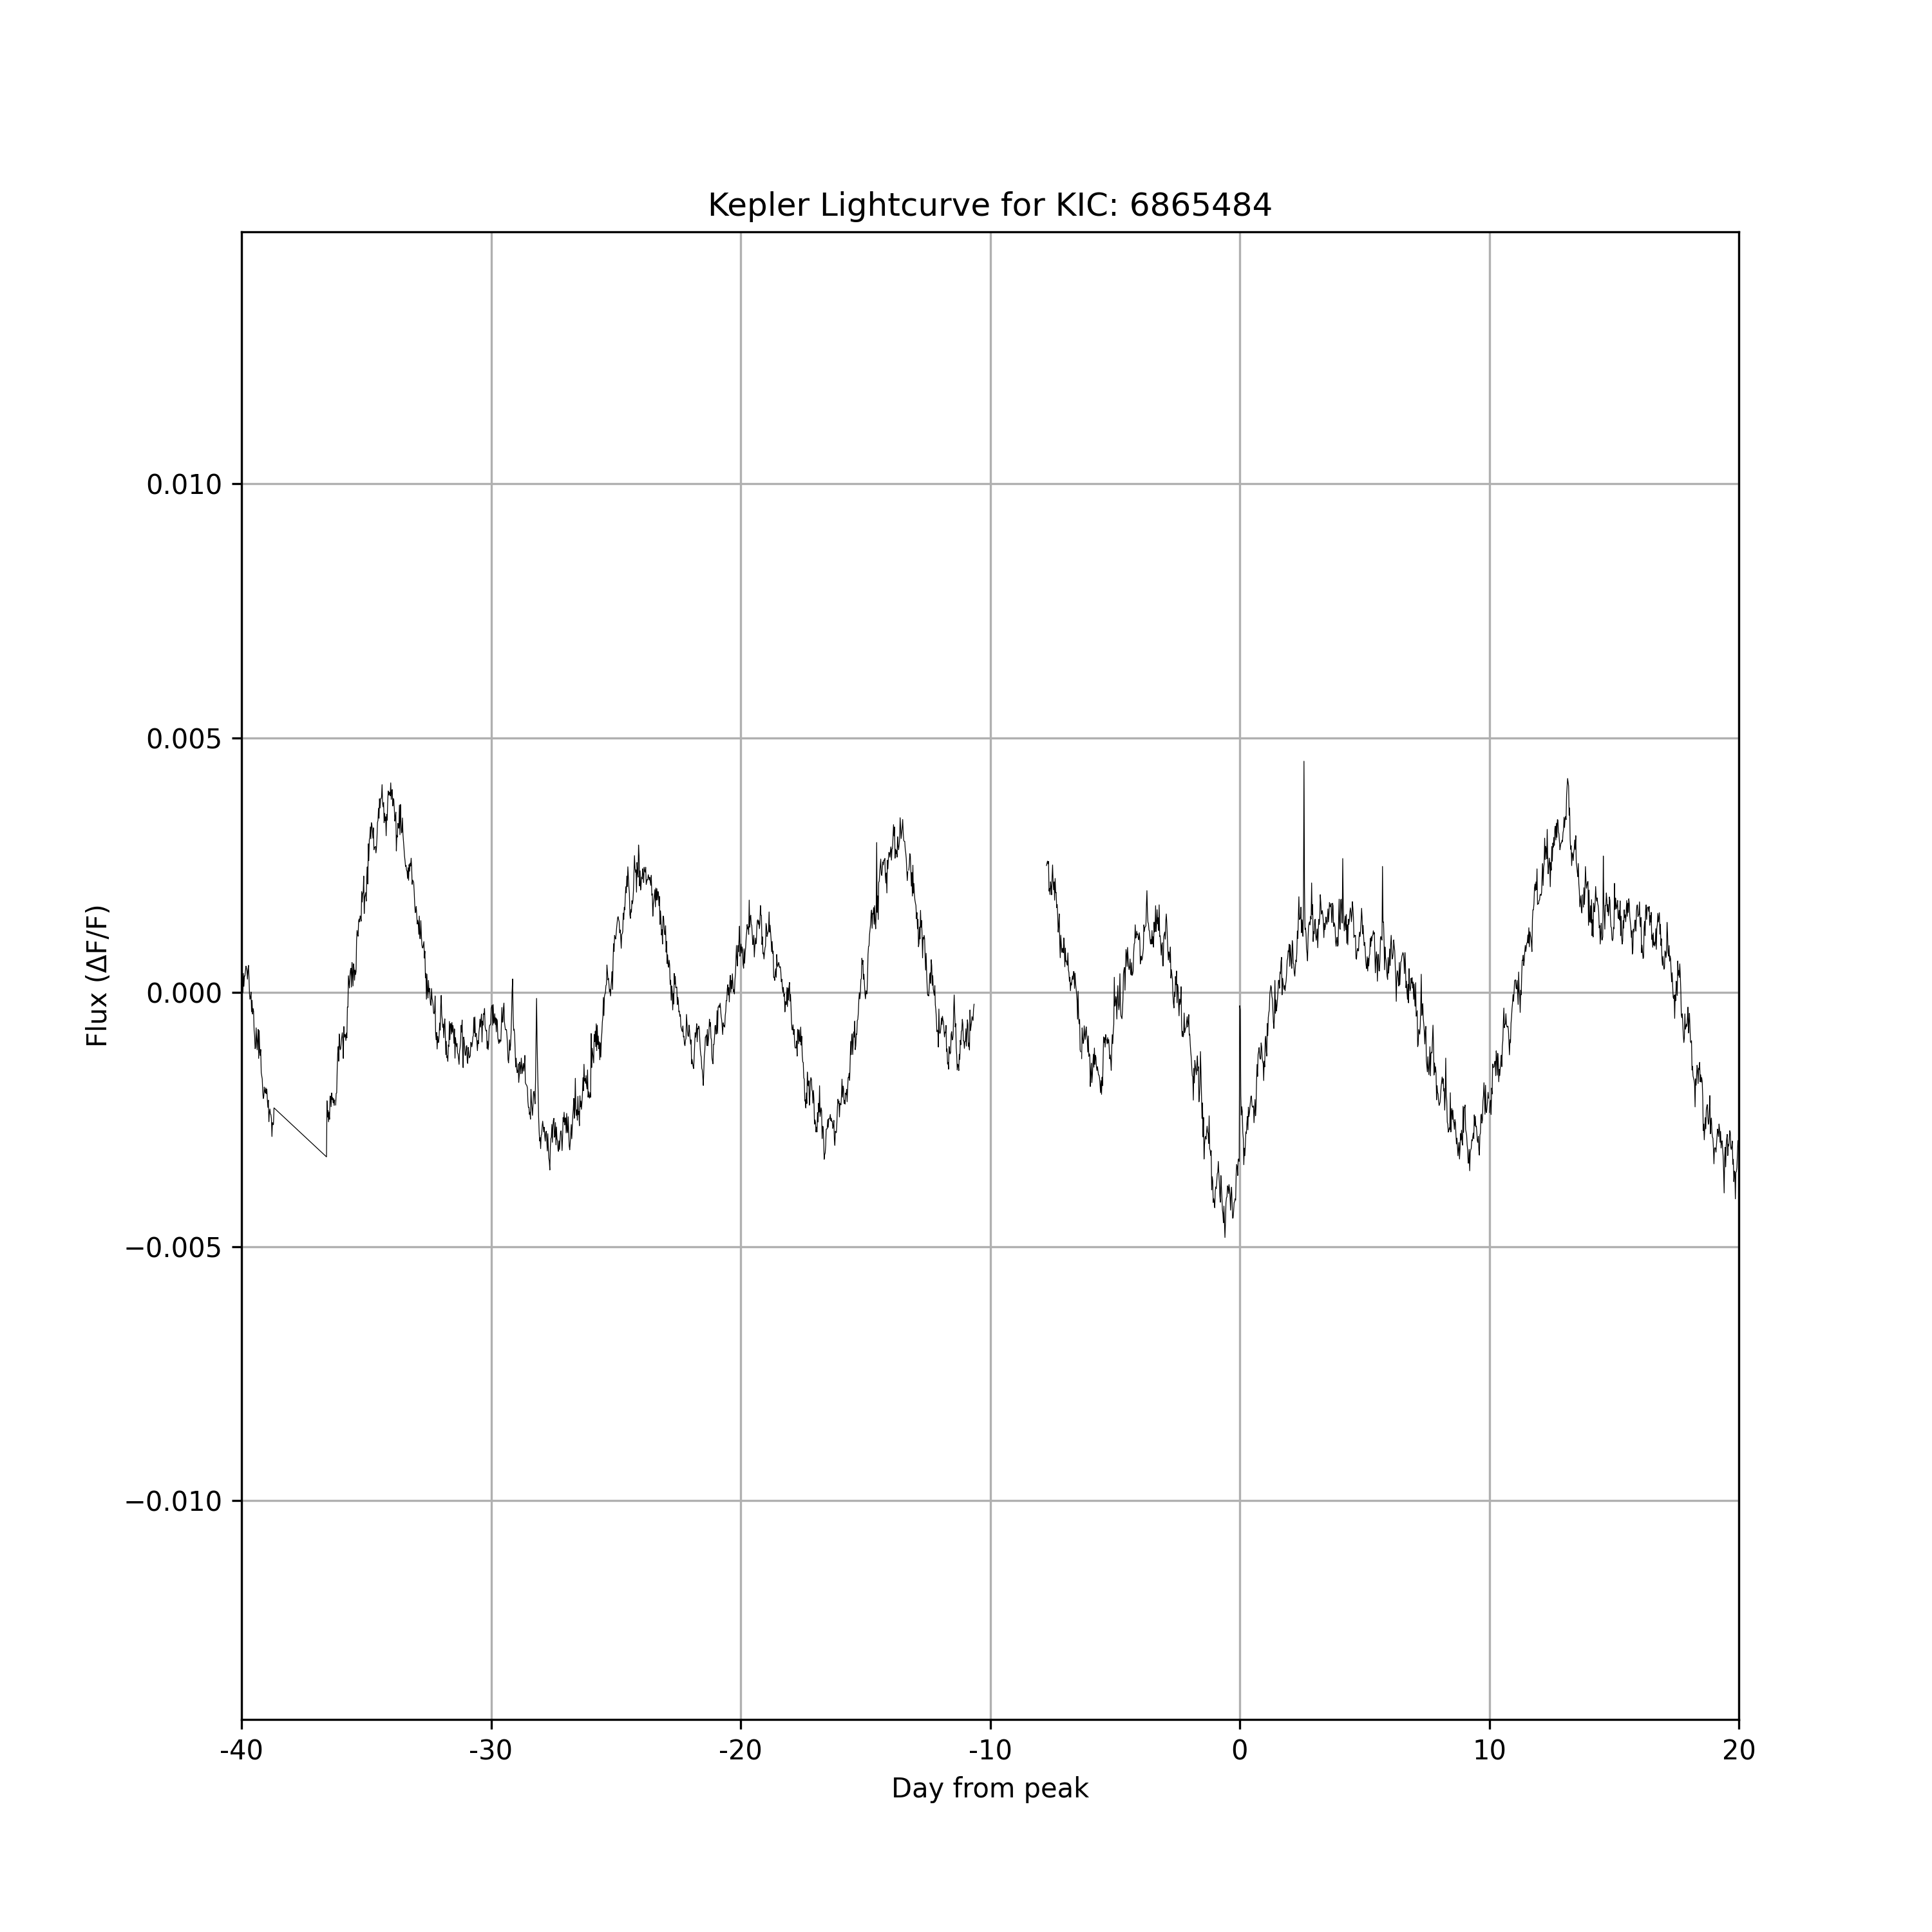 Kepler Lightcurve for KIC: 6865484
Flux (ΔF/F)
0.010
0.005
0.000
−0.005
−0.010
-40 -30 -20 -10 0 10 20
Day from peak